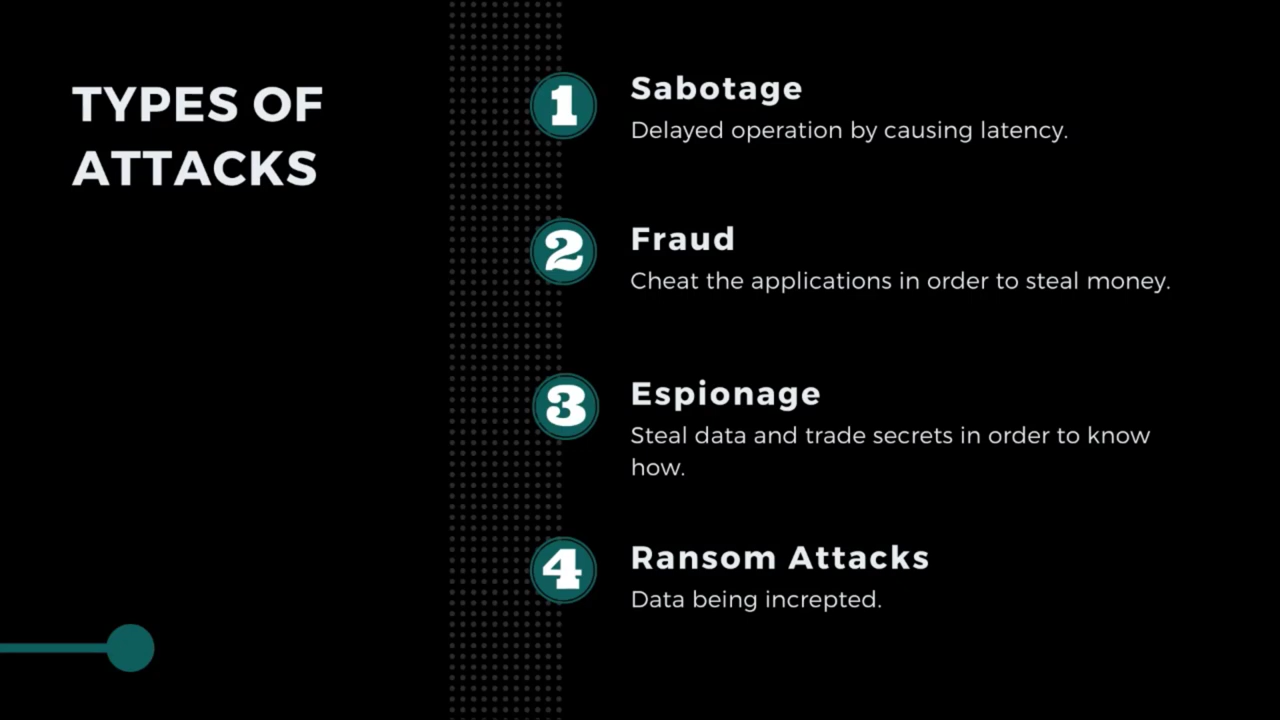 TYPES OF
ATTACKS
1
Sabotage
Delayed operation by causing latency.
2
Fraud
Cheat the applications in order to steal money.
3
Espionage
Steal data and trade secrets in order to know
how.
4
Ransom Attacks
Data being increpted.